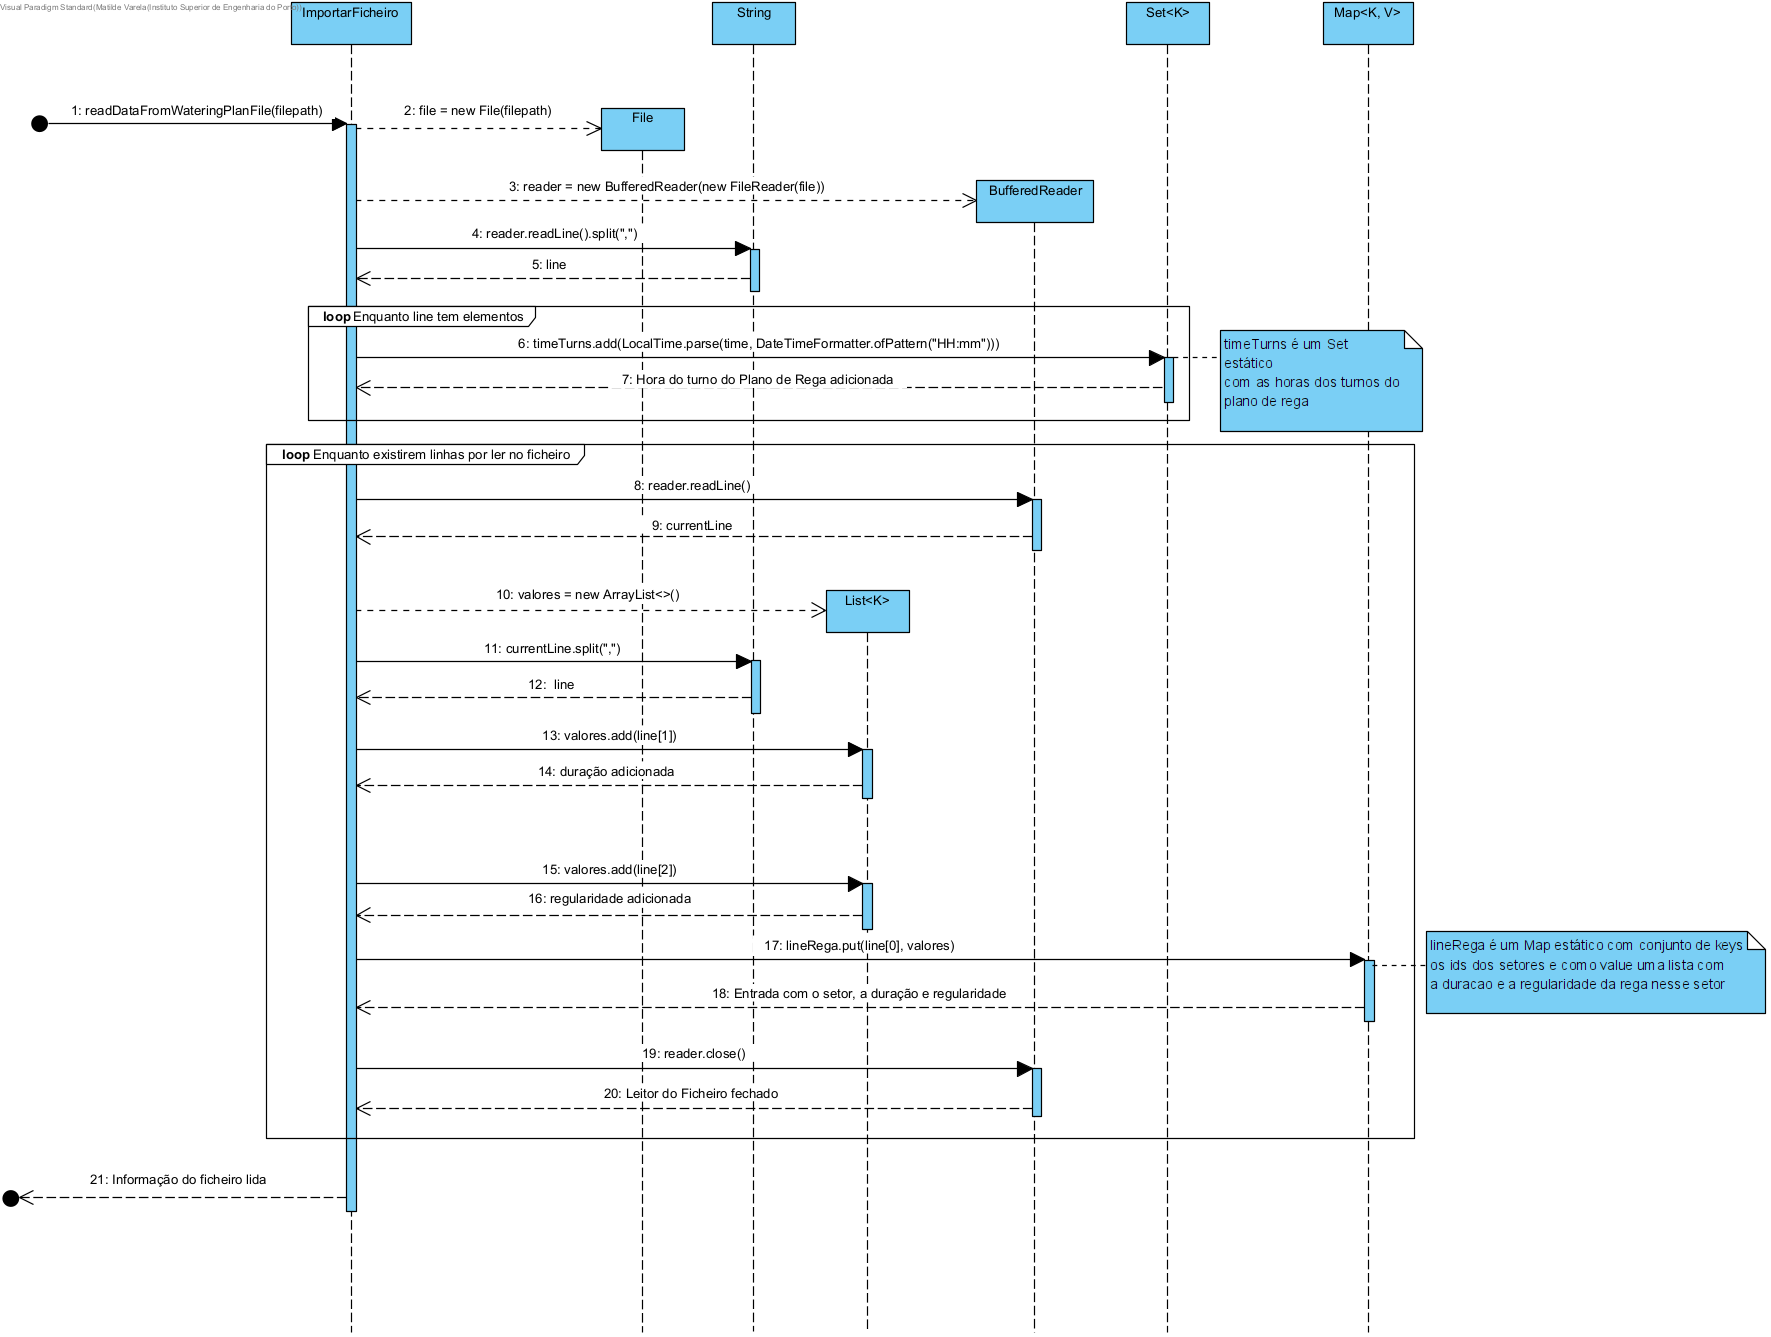 Visual Paradigm Standard(Matilde Varela(Instituto Superior de Engenharia do Porto))
ImportarFicheiro
String
Set<K>
Map<K, V>
1: readDataFromWateringPlanFile(filepath)
2: file = new File(filepath)
File
3: reader = new BufferedReader(new FileReader(file))
BufferedReader
4: reader.readLine().split(",")
5: line
loop Enquanto line tem elementos
6: timeTurns.add(LocalTime.parse(time, DateTimeFormatter.ofPattern("HH:mm")))
7: Hora do turno do Plano de Rega adicionada
timeTurns é um Set
estático
com as horas dos turnos do
plano de rega
loop Enquanto existirem linhas por ler no ficheiro
8: reader.readLine()
9: currentLine
10: valores = new ArrayList<>()
List<K>
11: currentLine.split(",")
12:  line
13: valores.add(line[1])
14: duração adicionada
15: valores.add(line[2])
16: regularidade adicionada
17: lineRega.put(line[0], valores)
lineRega é um Map estático com conjunto de keys
os ids dos setores e como value uma lista com
a duracao e a regularidade da rega nesse setor
18: Entrada com o setor, a duração e regularidade
19: reader.close()
20: Leitor do Ficheiro fechado
21: Informação do ficheiro lida